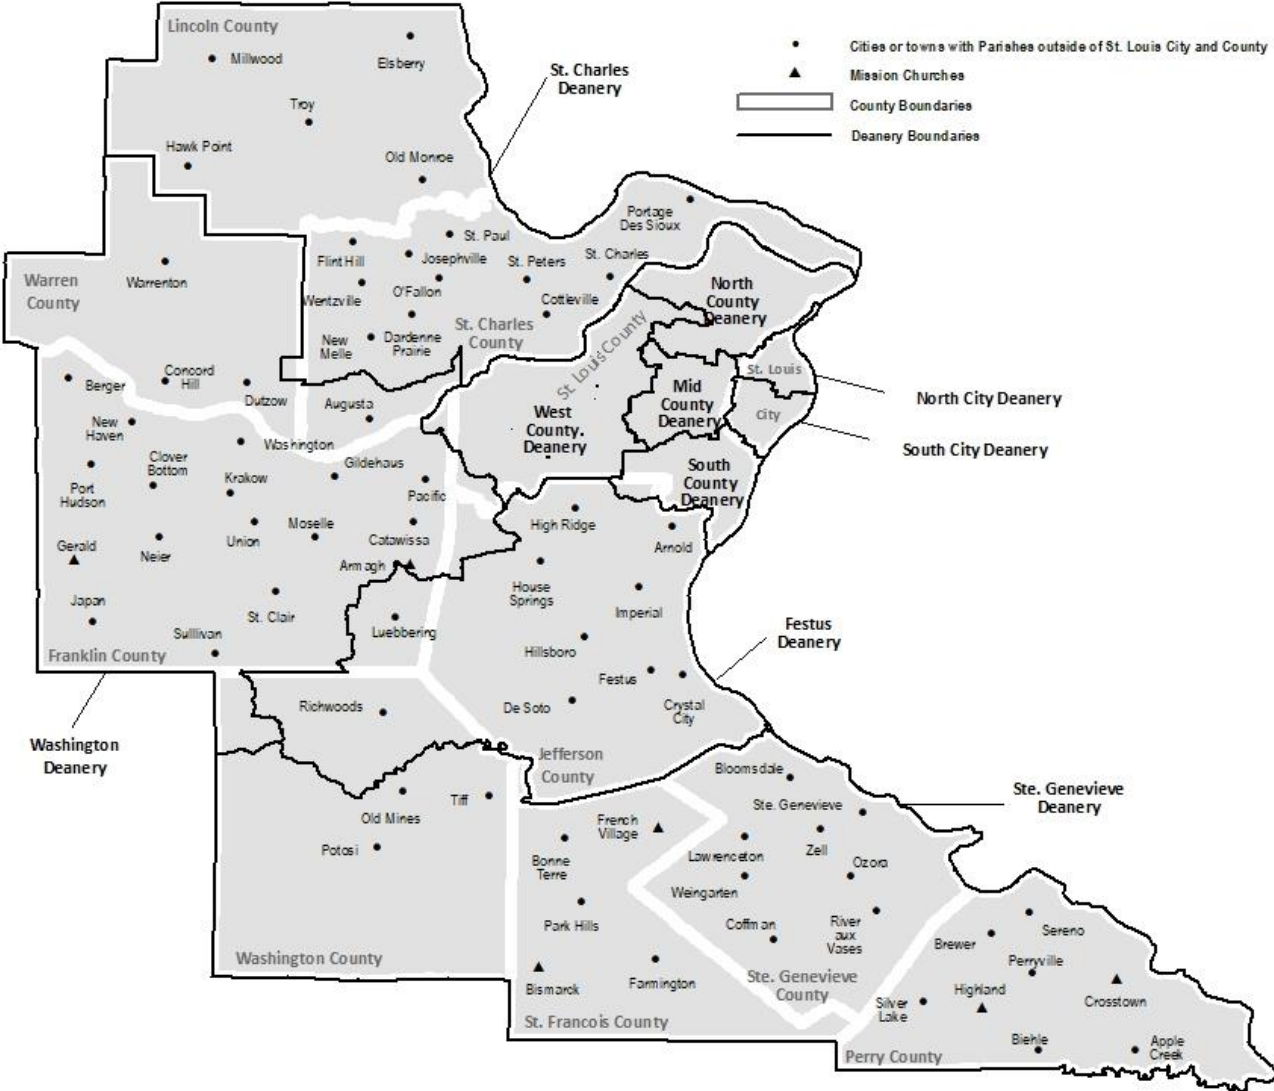 Lincoln County
Millwood
Elsberry
Troy
Hawk Point
Old Monroe
St. Charles
Deanery
Cities or towns with Parishes outside of St. Louis City and County
Mission Churches
County Boundaries
Deanery Boundaries
Portage
Des Sioux
St. Paul
Flint Hill
Josephville
St. Peters
St. Charles
Warren
County
Warrenton
Wentzville
O'Fallon
Cottleville
North
County
Deanery
New
Melle
Dardenne
Prairie
St. Charles
County
St. Louis County
St. Louis
City
North City Deanery
South City Deanery
Mid
County
Deanery
West
County.
Deanery
South
County
Deanery
Berger
Concord
Hill
Dutzow
Augusta
New
Haven
Washington
Clover
Bottom
Gildehaus
Port
Hudson
Krakow
Pacific
Gerald
Neier
Union
Moselle
Catawissa
Armagh
High Ridge
Arnold
House
Springs
Imperial
Japan
St. Clair
Luebbering
Sullivan
Franklin County
Hillsboro
Festus
Festus
Deanery
Richwoods
De Soto
Crystal
City
Washington
Deanery
Jefferson
County
Bloomsdale
Ste. Genevieve
Ste. Genevieve
Deanery
Old Mines
Tiff
Potosi
French
Village
Bonne
Terre
Lawrenceton
Zell
Ozora
Weingarten
Park Hills
Coffman
River
aux
Vases
Washington County
Bismarck
Farmington
Ste. Genevieve
County
St. Francois County
Brewer
Sereno
Perryville
Silver
Lake
Highland
Crosstown
Biehle
Apple
Creek
Perry County